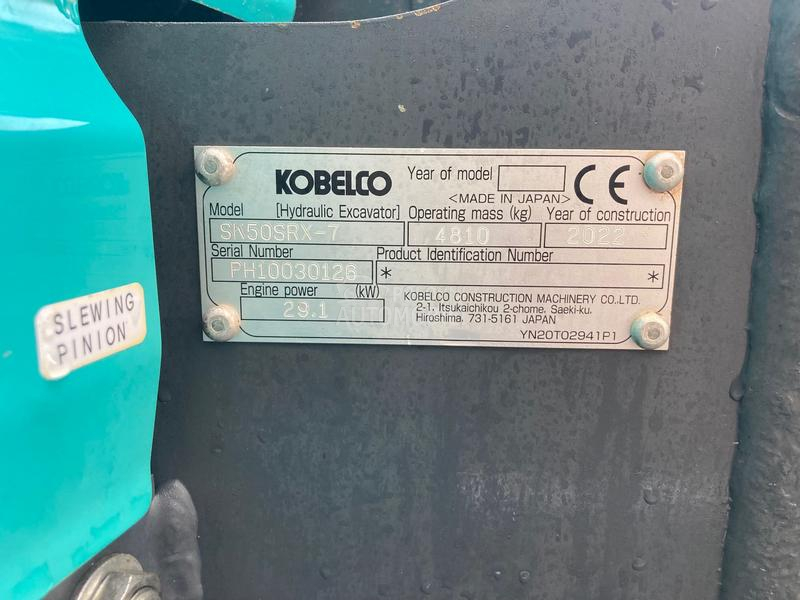 KOBELCO
Year of model
<MADE IN JAPAN>
CE
Model [Hydraulic Excavator] Operating mass (kg) Year of construction
SK50SRX-7 4810 2022
Serial Number Product Identification Number
PH10030126 * *
Engine power (kW)
29.1
KOBELCO CONSTRUCTION MACHINERY CO.,LTD.
2-1, Itsukaichikou 2-chome, Saeki-ku,
Hiroshima, 731-5161 JAPAN
YN20T02941P1
SLEWING
PINION